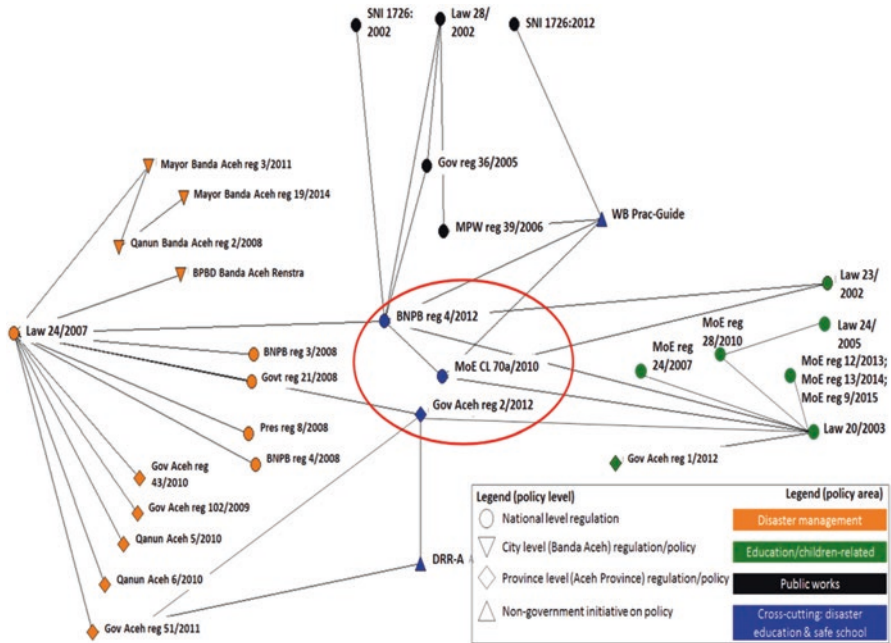 SNI 1726:
2002
Law 28/
2002
SNI 1726:2012
Mayor Banda Aceh reg 3/2011
Gov reg 36/2005
Mayor Banda Aceh reg 19/2014
WB Prac-Guide
MPW reg 39/2006
Qanun Banda Aceh reg 2/2008
BPBD Banda Aceh Renstra
Law 23/
2002
BNPB reg 4/2012
Law 24/2007
MoE reg
28/2010
Law 24/
2005
BNPB reg 3/2008
MoE CL 70a/2010
MoE reg
24/2007
MoE reg 12/2013;
MoE reg 13/2014;
MoE reg 9/2015
Govt reg 21/2008
Gov Aceh reg 2/2012
Pres reg 8/2008
Law 20/2003
BNPB reg 4/2008
Gov Aceh reg 1/2012
Gov Aceh reg
43/2010
Gov Aceh reg 102/2009
Qanun Aceh 5/2010
DRR-A
Qanun Aceh 6/2010
Gov Aceh reg 51/2011
Legend (policy level)
National level regulation
City level (Banda Aceh) regulation/policy
Province level (Aceh Province) regulation/policy
Non-government initiative on policy
Legend (policy area)
Disaster management
Education/children-related
Public works
Cross-cutting: disaster
education & safe school